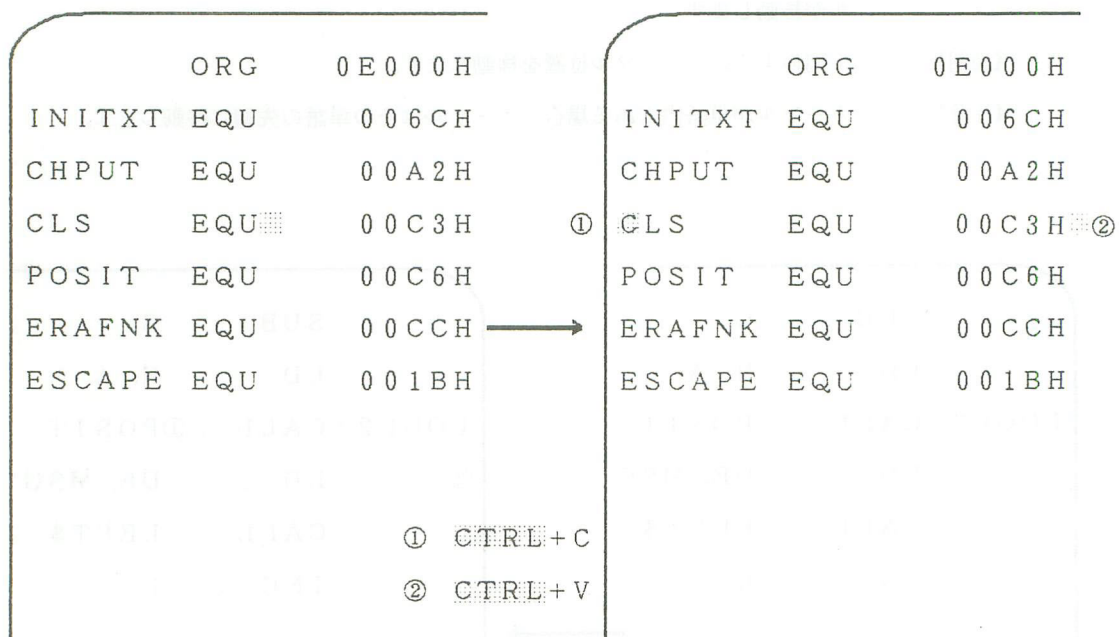 ORG 0E000H
INITXT EQU 006CH
CHPUT EQU 00A2H
CLS EQU 00C3H
POSIT EQU 00C6H
ERAFNK EQU 00CCH
ESCAPE EQU 001BH
① CTRL+C
② CTRL+V
ORG 0E000H
INITXT EQU 006CH
CHPUT EQU 00A2H
① CLS EQU 00C3H ②
POSIT EQU 00C6H
ERAFNK EQU 00CCH
ESCAPE EQU 001BH